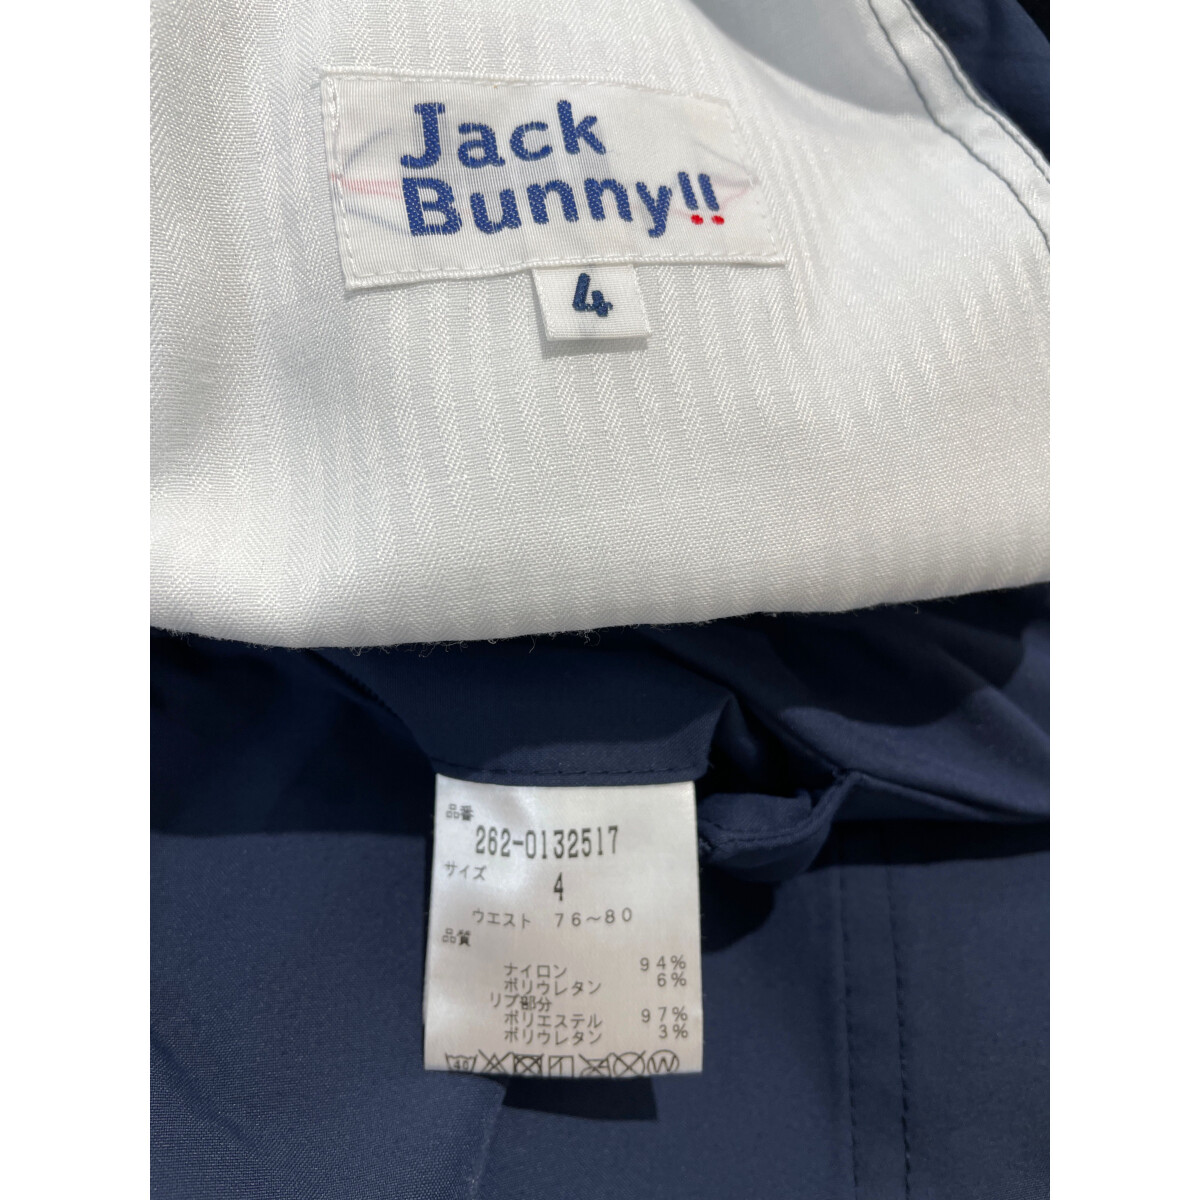 Jack
Bunny!!
4
品番
262-0132517
サイズ
4
ウエスト 76~80
品質
ナイロン 94%
ポリウレタン 6%
リブ部分
ポリエステル 97%
ポリウレタン 3%
40
W